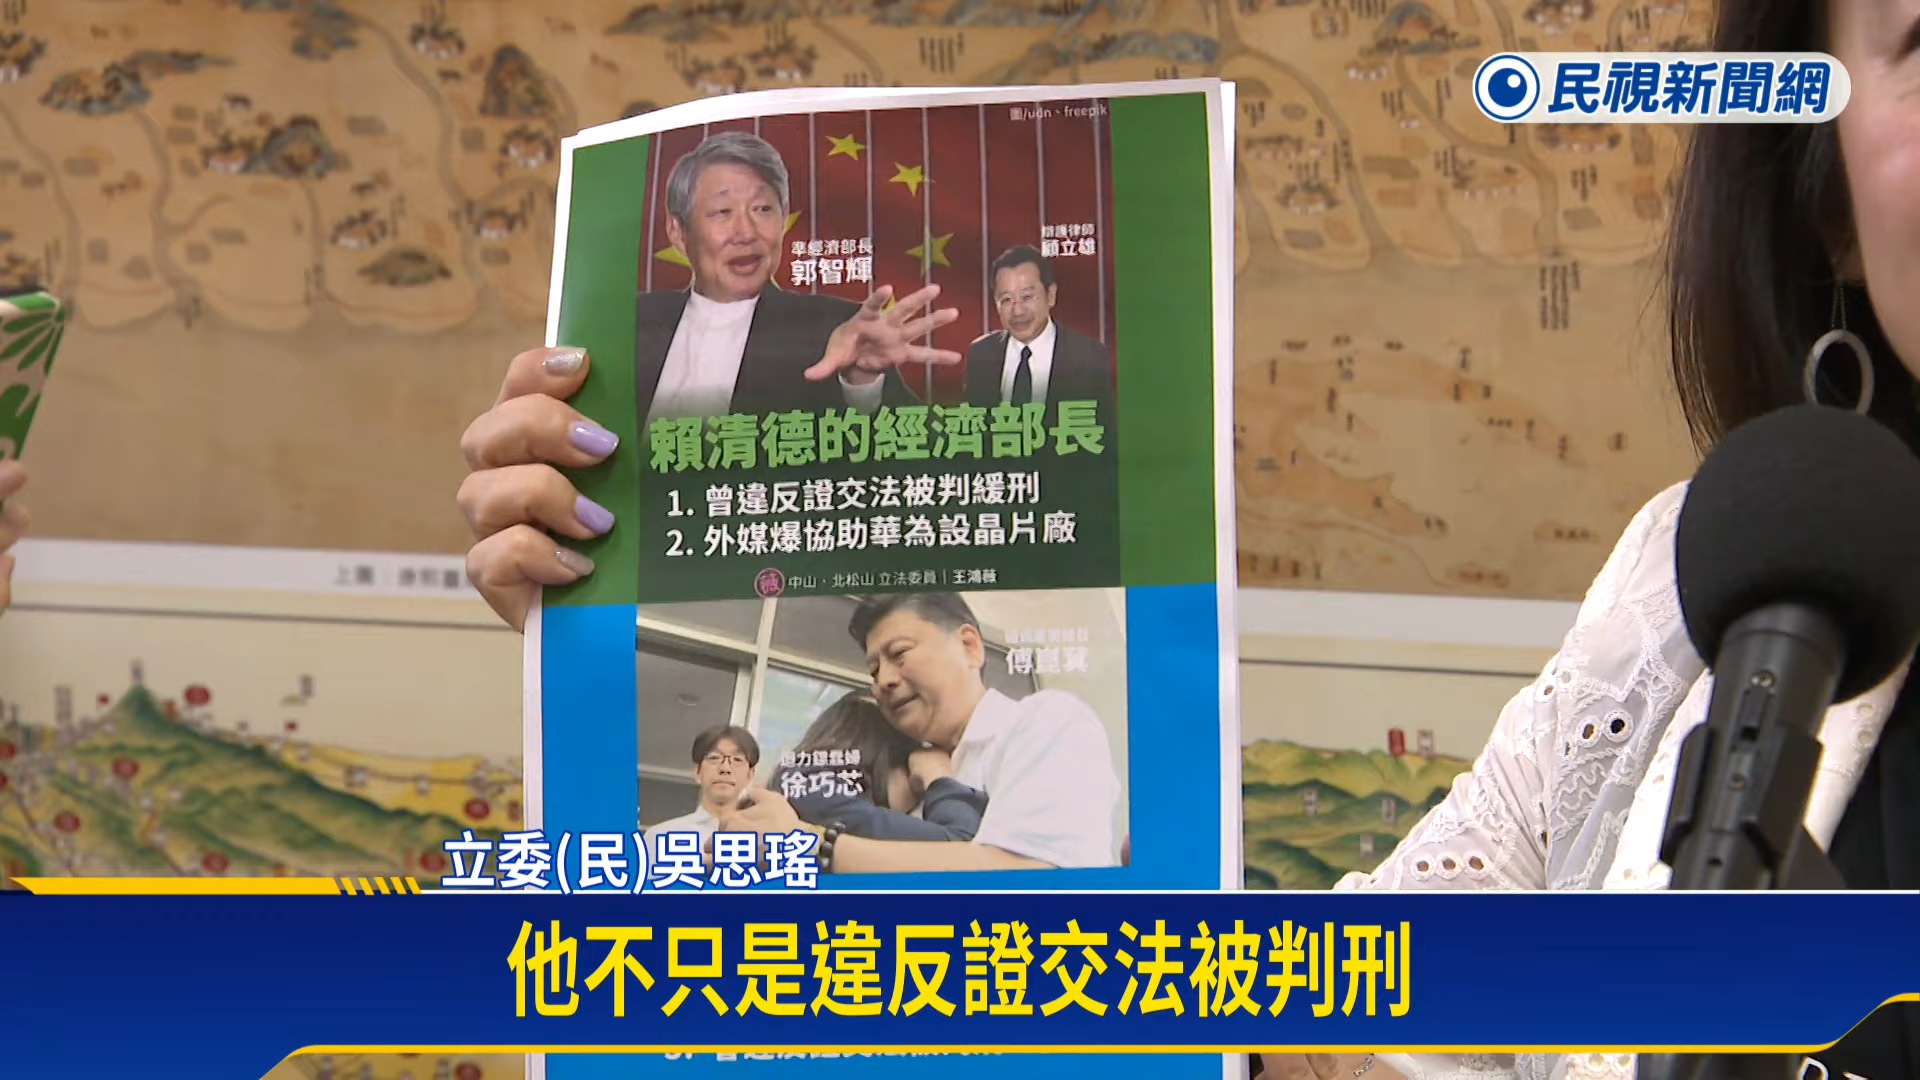 民視新聞網
圖/udn、freepik
準經濟部長
郭智輝
辯護律師
顧立雄
賴清德的經濟部長
1. 曾違反證交法被判緩刑
2. 外媒爆協助華為設晶片廠
薇 中山．北松山 立法委員｜王鴻薇
傅崐萁
徐巧芯
立委(民)吳思瑤
他不只是違反證交法被判刑